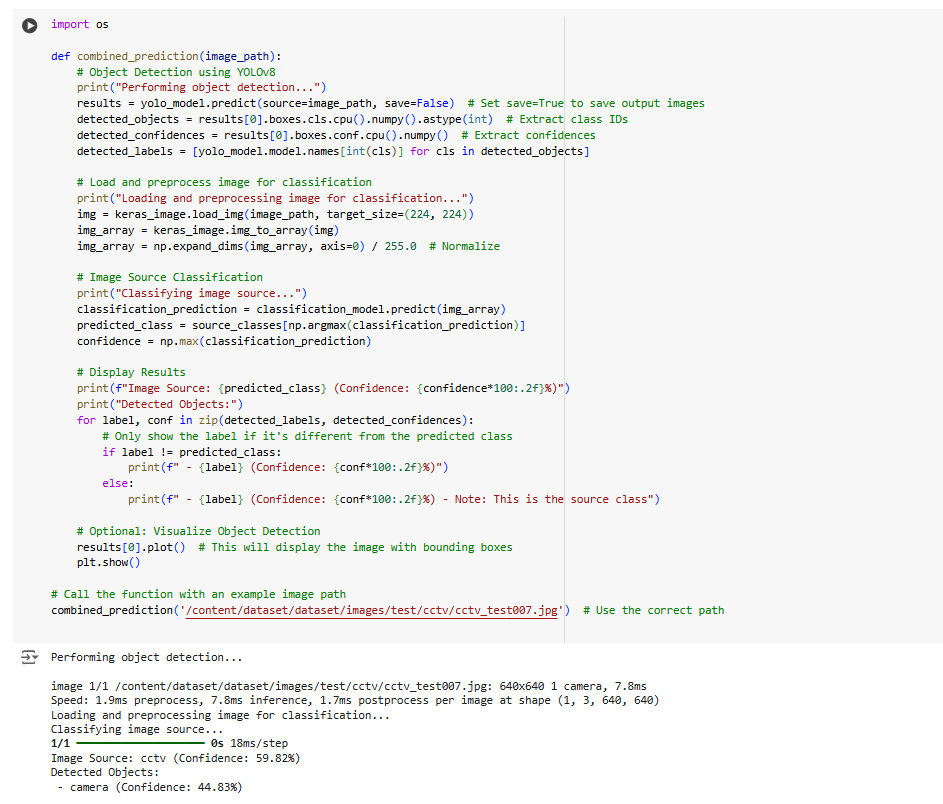 import os
def combined_prediction(image_path):
# Object Detection using YOLOv8
print("Performing object detection...")
results = yolo_model.predict(source=image_path, save=False)  # Set save=True to save output images
detected_objects = results[0].boxes.cls.cpu().numpy().astype(int)  # Extract class IDs
detected_confidences = results[0].boxes.conf.cpu().numpy()  # Extract confidences
detected_labels = [yolo_model.model.names[int(cls)] for cls in detected_objects]
# Load and preprocess image for classification
print("Loading and preprocessing image for classification...")
img = keras_image.load_img(image_path, target_size=(224, 224))
img_array = keras_image.img_to_array(img)
img_array = np.expand_dims(img_array, axis=0) / 255.0  # Normalize
# Image Source Classification
print("Classifying image source...")
classification_prediction = classification_model.predict(img_array)
predicted_class = source_classes[np.argmax(classification_prediction)]
confidence = np.max(classification_prediction)
# Display Results
print(f"Image Source: {predicted_class} (Confidence: {confidence*100:.2f}%)")
print("Detected Objects:")
for label, conf in zip(detected_labels, detected_confidences):
# Only show the label if it's different from the predicted class
if label != predicted_class:
print(f" - {label} (Confidence: {conf*100:.2f}%)")
else:
print(f" - {label} (Confidence: {conf*100:.2f}%) - Note: This is the source class")
# Optional: Visualize Object Detection
results[0].plot()  # This will display the image with bounding boxes
plt.show()
# Call the function with an example image path
combined_prediction('/content/dataset/dataset/images/test/cctv/cctv_test007.jpg')  # Use the correct path
Performing object detection...
image 1/1 /content/dataset/dataset/images/test/cctv/cctv_test007.jpg: 640x640 1 camera, 7.8ms
Speed: 1.9ms preprocess, 7.8ms inference, 1.7ms postprocess per image at shape (1, 3, 640, 640)
Loading and preprocessing image for classification...
Classifying image source...
1/1 ━━━━━━━━━━━━━━━━━━━━ 0s 18ms/step
Image Source: cctv (Confidence: 59.82%)
Detected Objects:
- camera (Confidence: 44.83%)